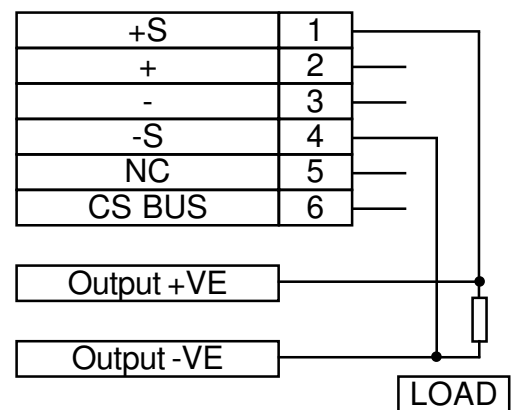 +S 1
+ 2
- 3
-S 4
NC 5
CS BUS 6
Output +VE
Output -VE
LOAD